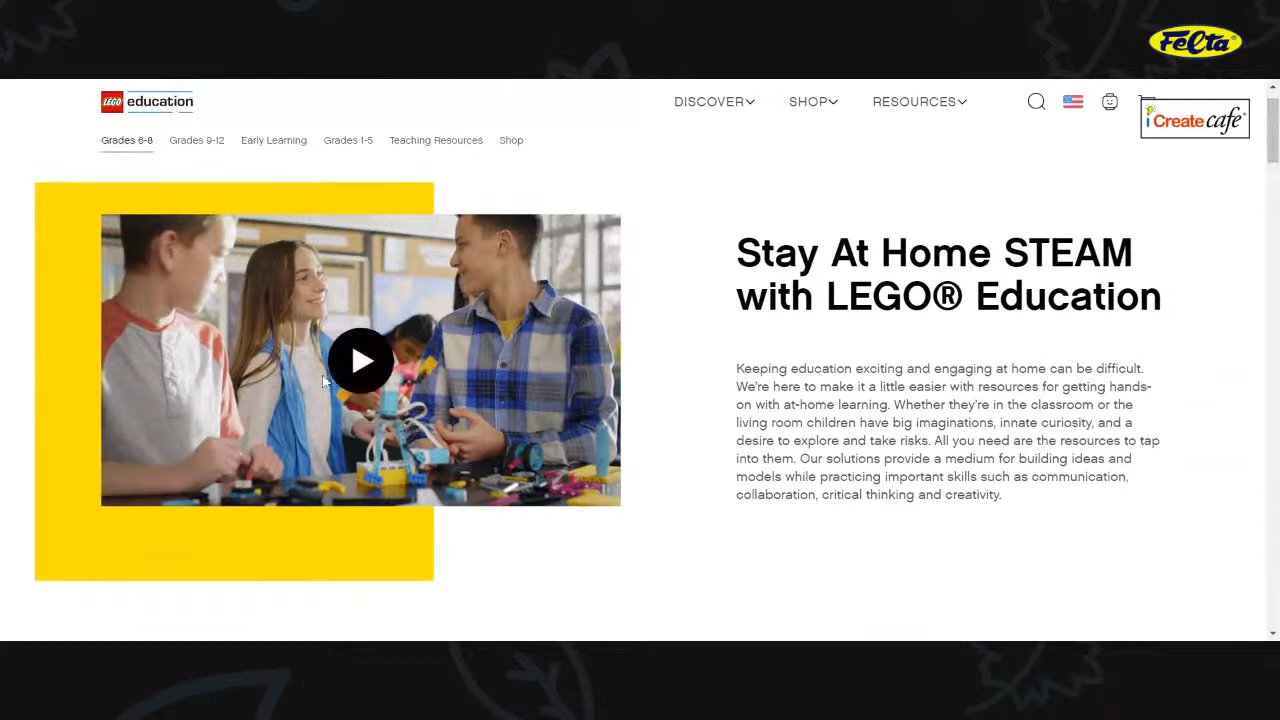 Felta
LEGO education
DISCOVER SHOP RESOURCES
iCreate cafe
Grades 6-8 Grades 9-12 Early Learning Grades 1-5 Teaching Resources Shop
Stay At Home STEAM
with LEGO® Education
Keeping education exciting and engaging at home can be difficult.
We're here to make it a little easier with resources for getting hands-
on with at-home learning. Whether they're in the classroom or the
living room children have big imaginations, innate curiosity, and a
desire to explore and take risks. All you need are the resources to tap
into them. Our solutions provide a medium for building ideas and
models while practicing important skills such as communication,
collaboration, critical thinking and creativity.